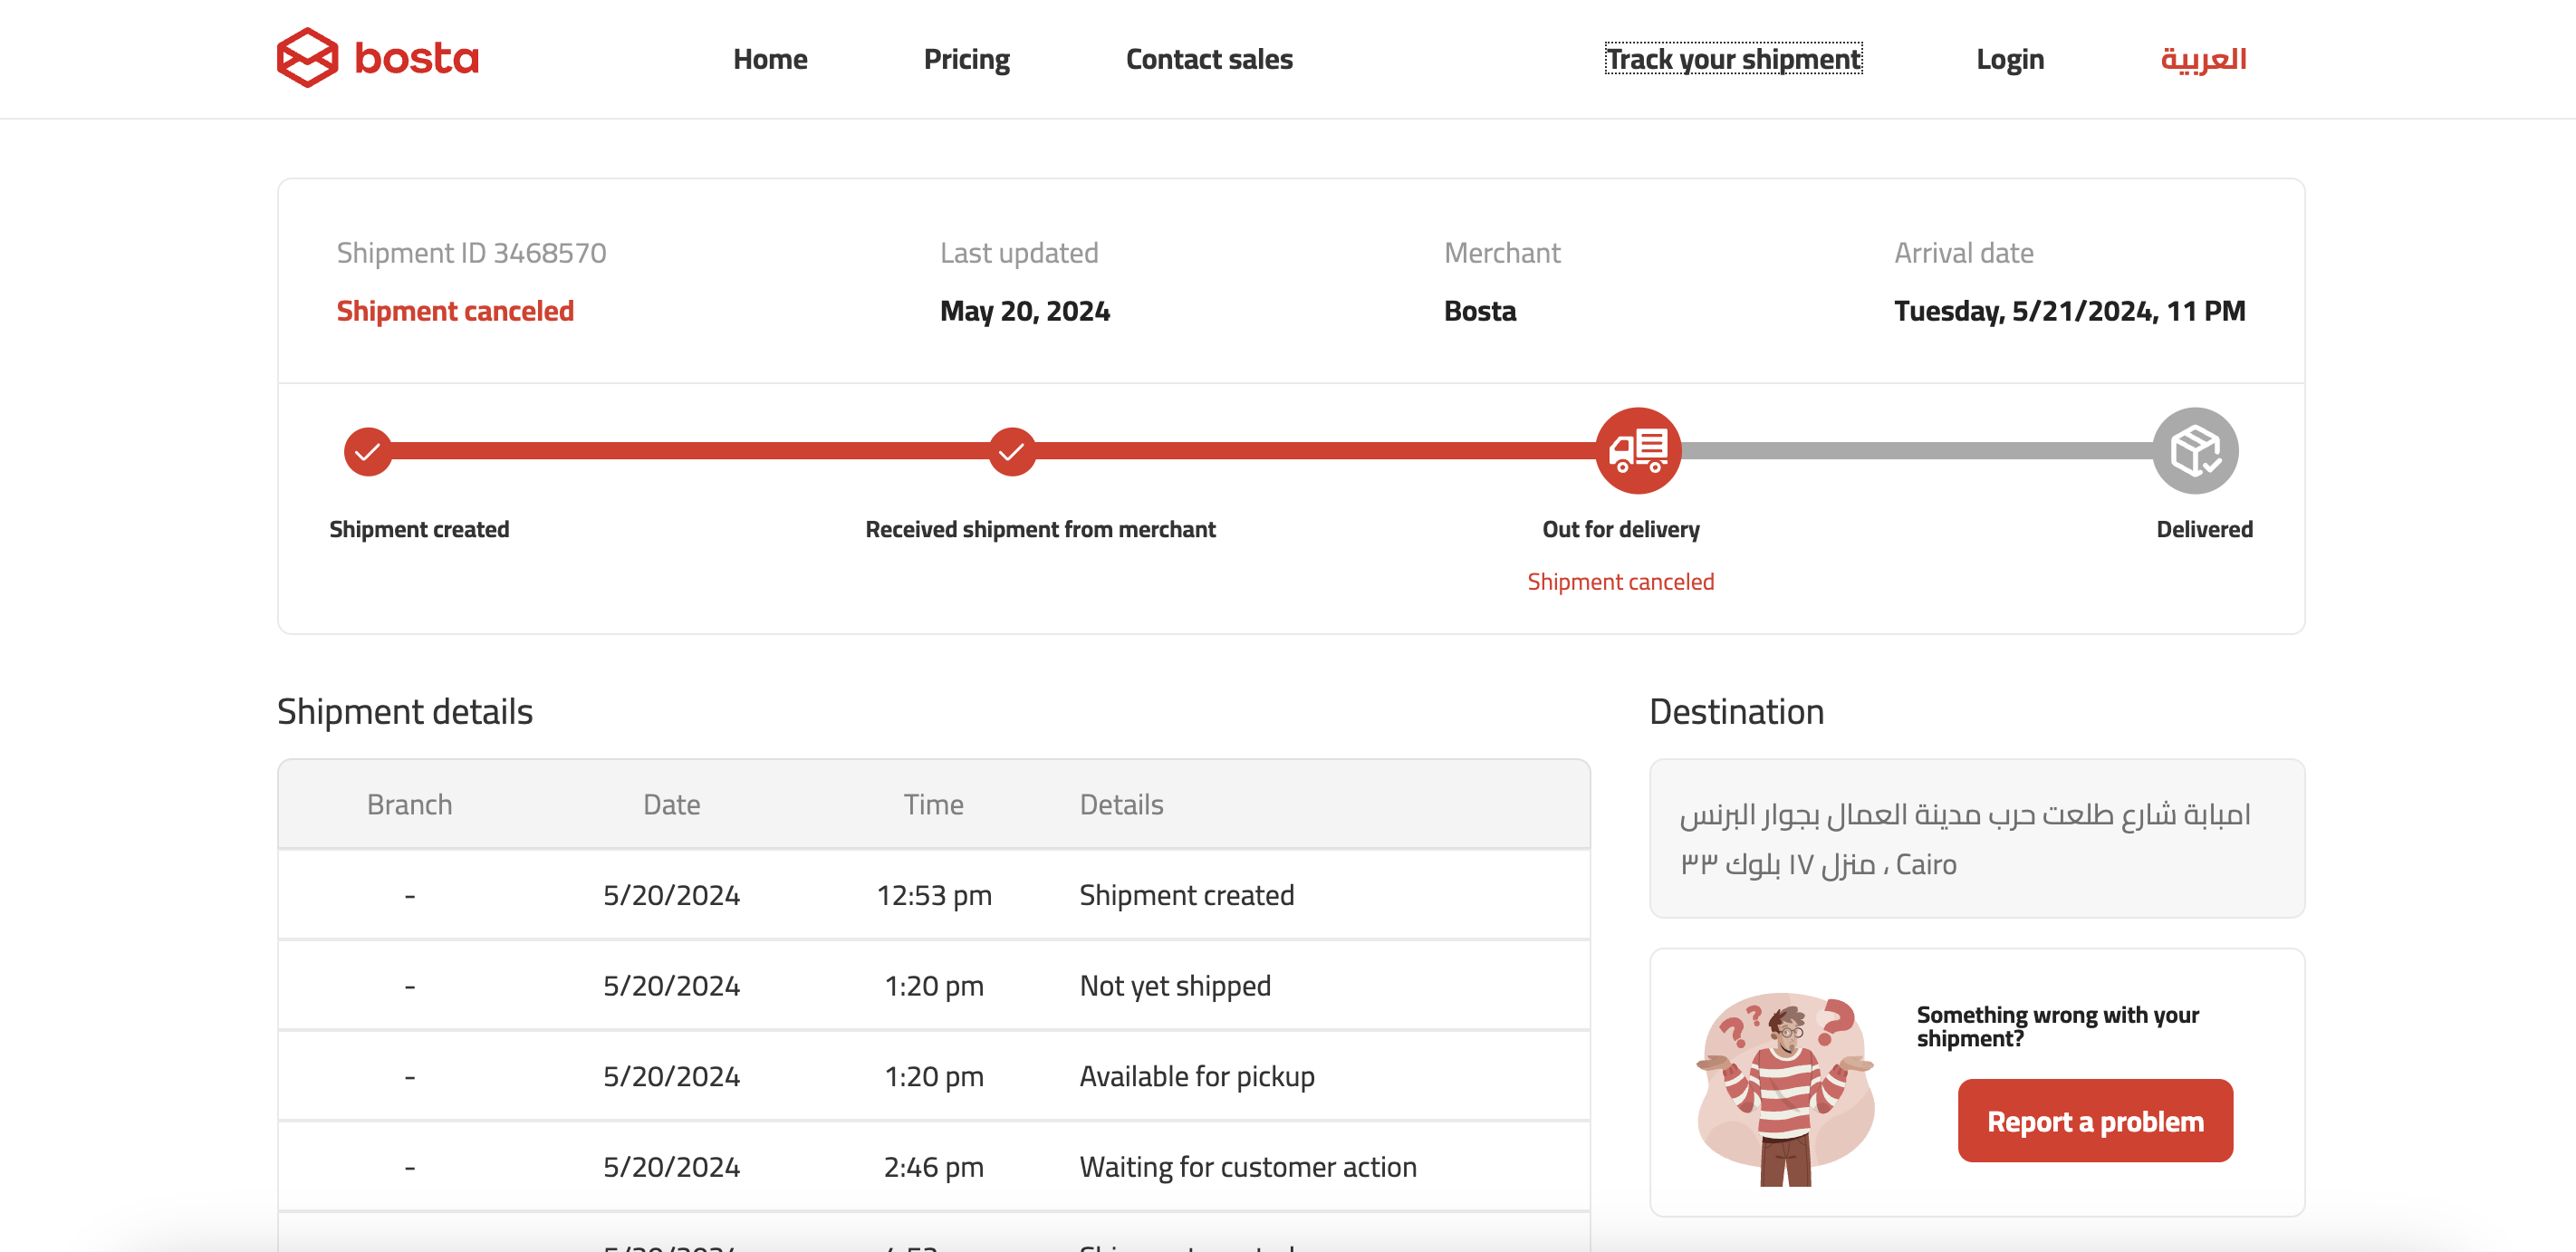 bosta
Home
Pricing
Contact sales
Track your shipment
Login
العربية
Shipment ID 3468570
Shipment canceled
Last updated
May 20, 2024
Merchant
Bosta
Arrival date
Tuesday, 5/21/2024, 11 PM
Shipment created
Received shipment from merchant
Out for delivery
Shipment canceled
Delivered
Shipment details
Branch Date Time Details
- 5/20/2024 12:53 pm Shipment created
- 5/20/2024 1:20 pm Not yet shipped
- 5/20/2024 1:20 pm Available for pickup
- 5/20/2024 2:46 pm Waiting for customer action
Destination
امبابة شارع طلعت حرب مدينة العمال بجوار البرنس
منزل ١٧ بلوك ٣٣ ، Cairo
Something wrong with your
shipment?
Report a problem